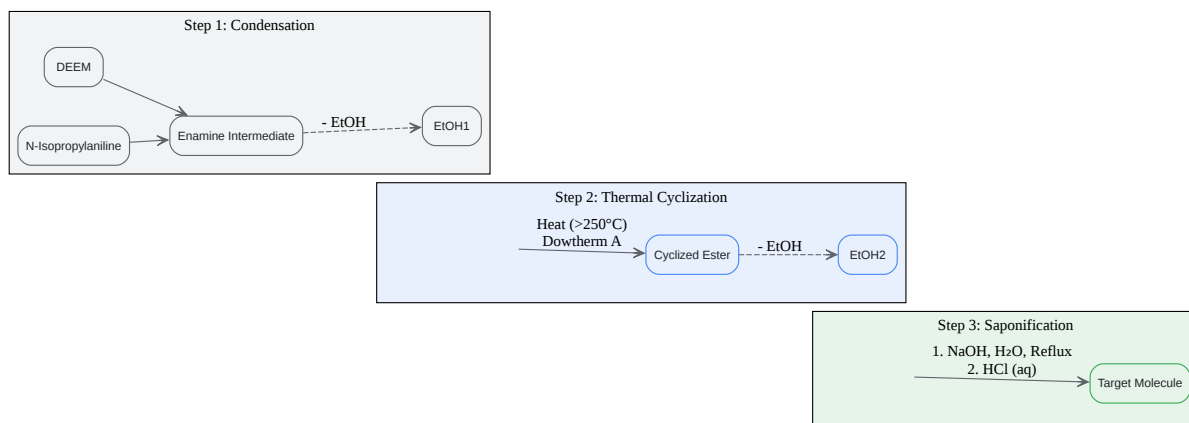 Step 1: Condensation
DEEM
N-Isopropylaniline
Enamine Intermediate
- EtOH
EtOH1
Step 2: Thermal Cyclization
Heat (>250°C)
Dowtherm A
Cyclized Ester
- EtOH
EtOH2
Step 3: Saponification
1. NaOH, H₂O, Reflux
2. HCl (aq)
Target Molecule